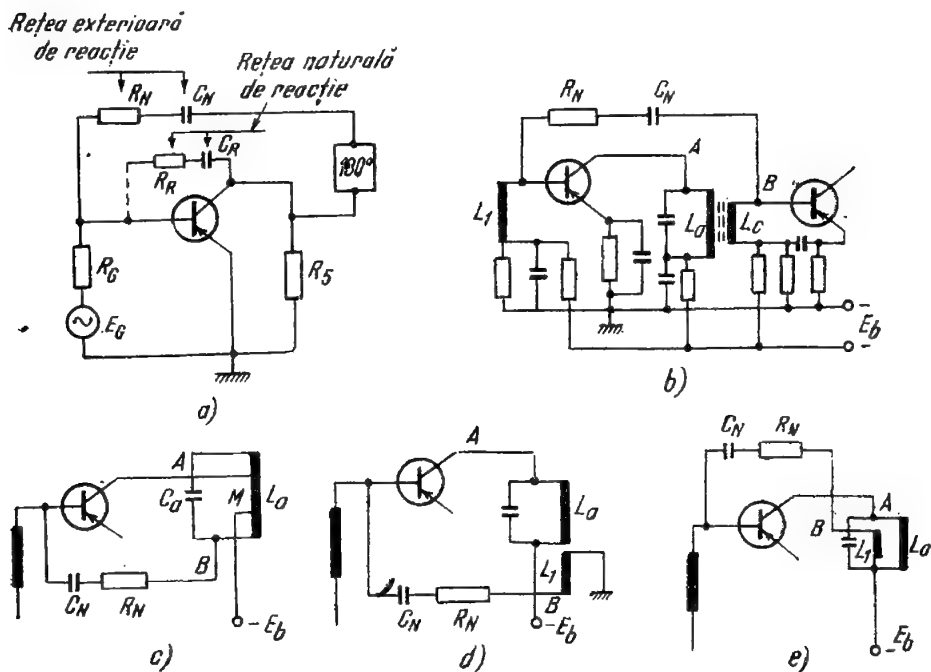 Rețea exterioară
de reacție
Rețea naturală
de reacție
R_N
C_N
C_R
R_R
180°
R_G
E_G
R_5
a)
R_N
C_N
A
B
L_1
L_a
L_c
-
E_b
-
b)
A
C_a
M
L_a
B
C_N
R_N
- E_b
c)
A
L_a
L_1
B
C_N
R_N
- E_b
d)
C_N
R_N
A
B
L_1
L_a
- E_b
e)